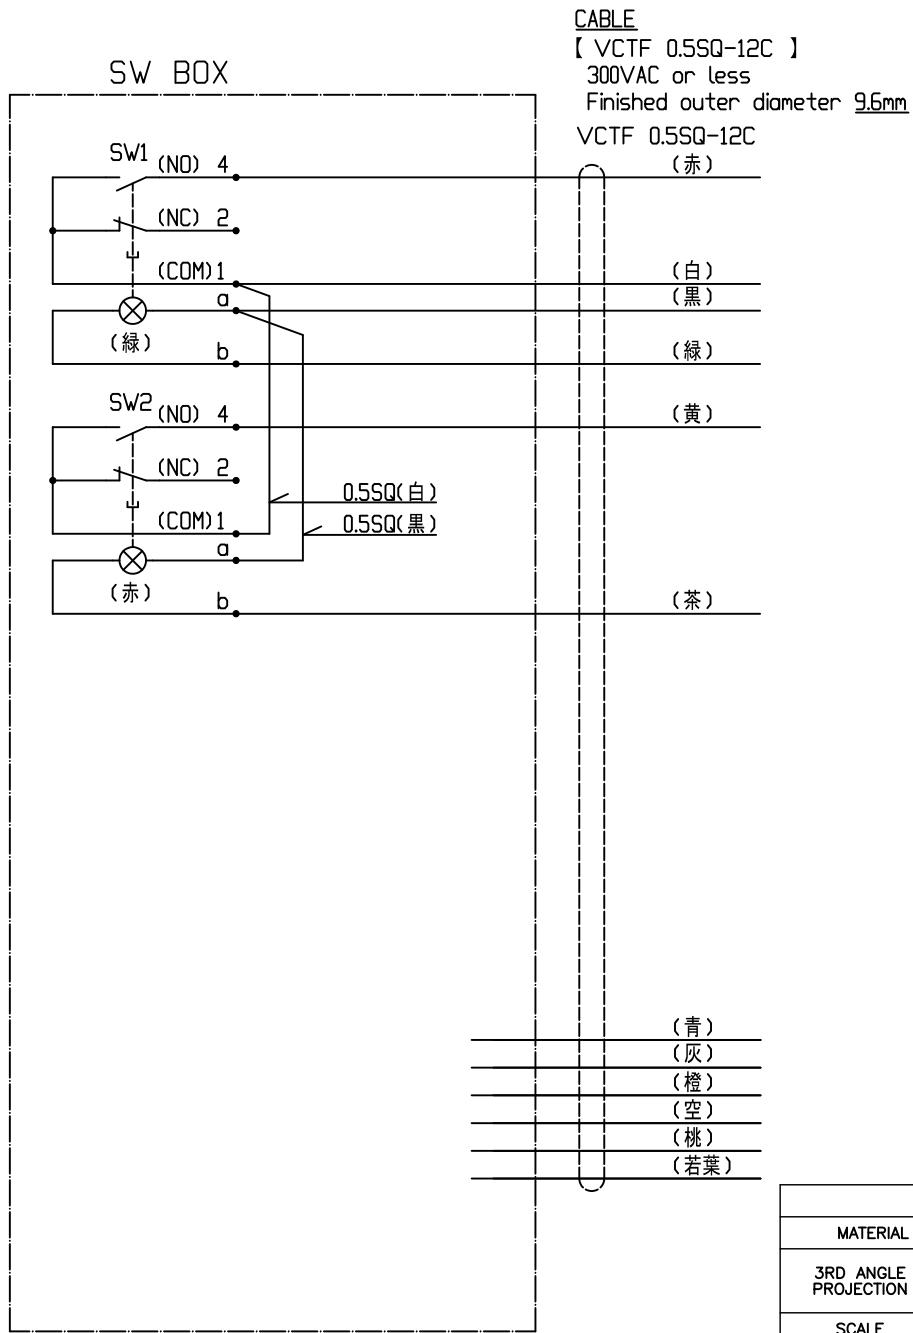 CABLE
【 VCTF 0.5SQ-12C 】
300VAC or less
Finished outer diameter 9.6mm
VCTF 0.5SQ-12C
SW BOX
SW1
(NO) 4
(赤)
(NC) 2
(COM) 1
(白)
a
(黒)
(緑)
b
(緑)
SW2
(NO) 4
(黄)
(NC) 2
0.5SQ(白)
(COM) 1
0.5SQ(黒)
a
(赤)
b
(茶)
(青)
(灰)
(橙)
(空)
(桃)
(若葉)
MATERIAL
3RD ANGLE
PROJECTION
SCALE